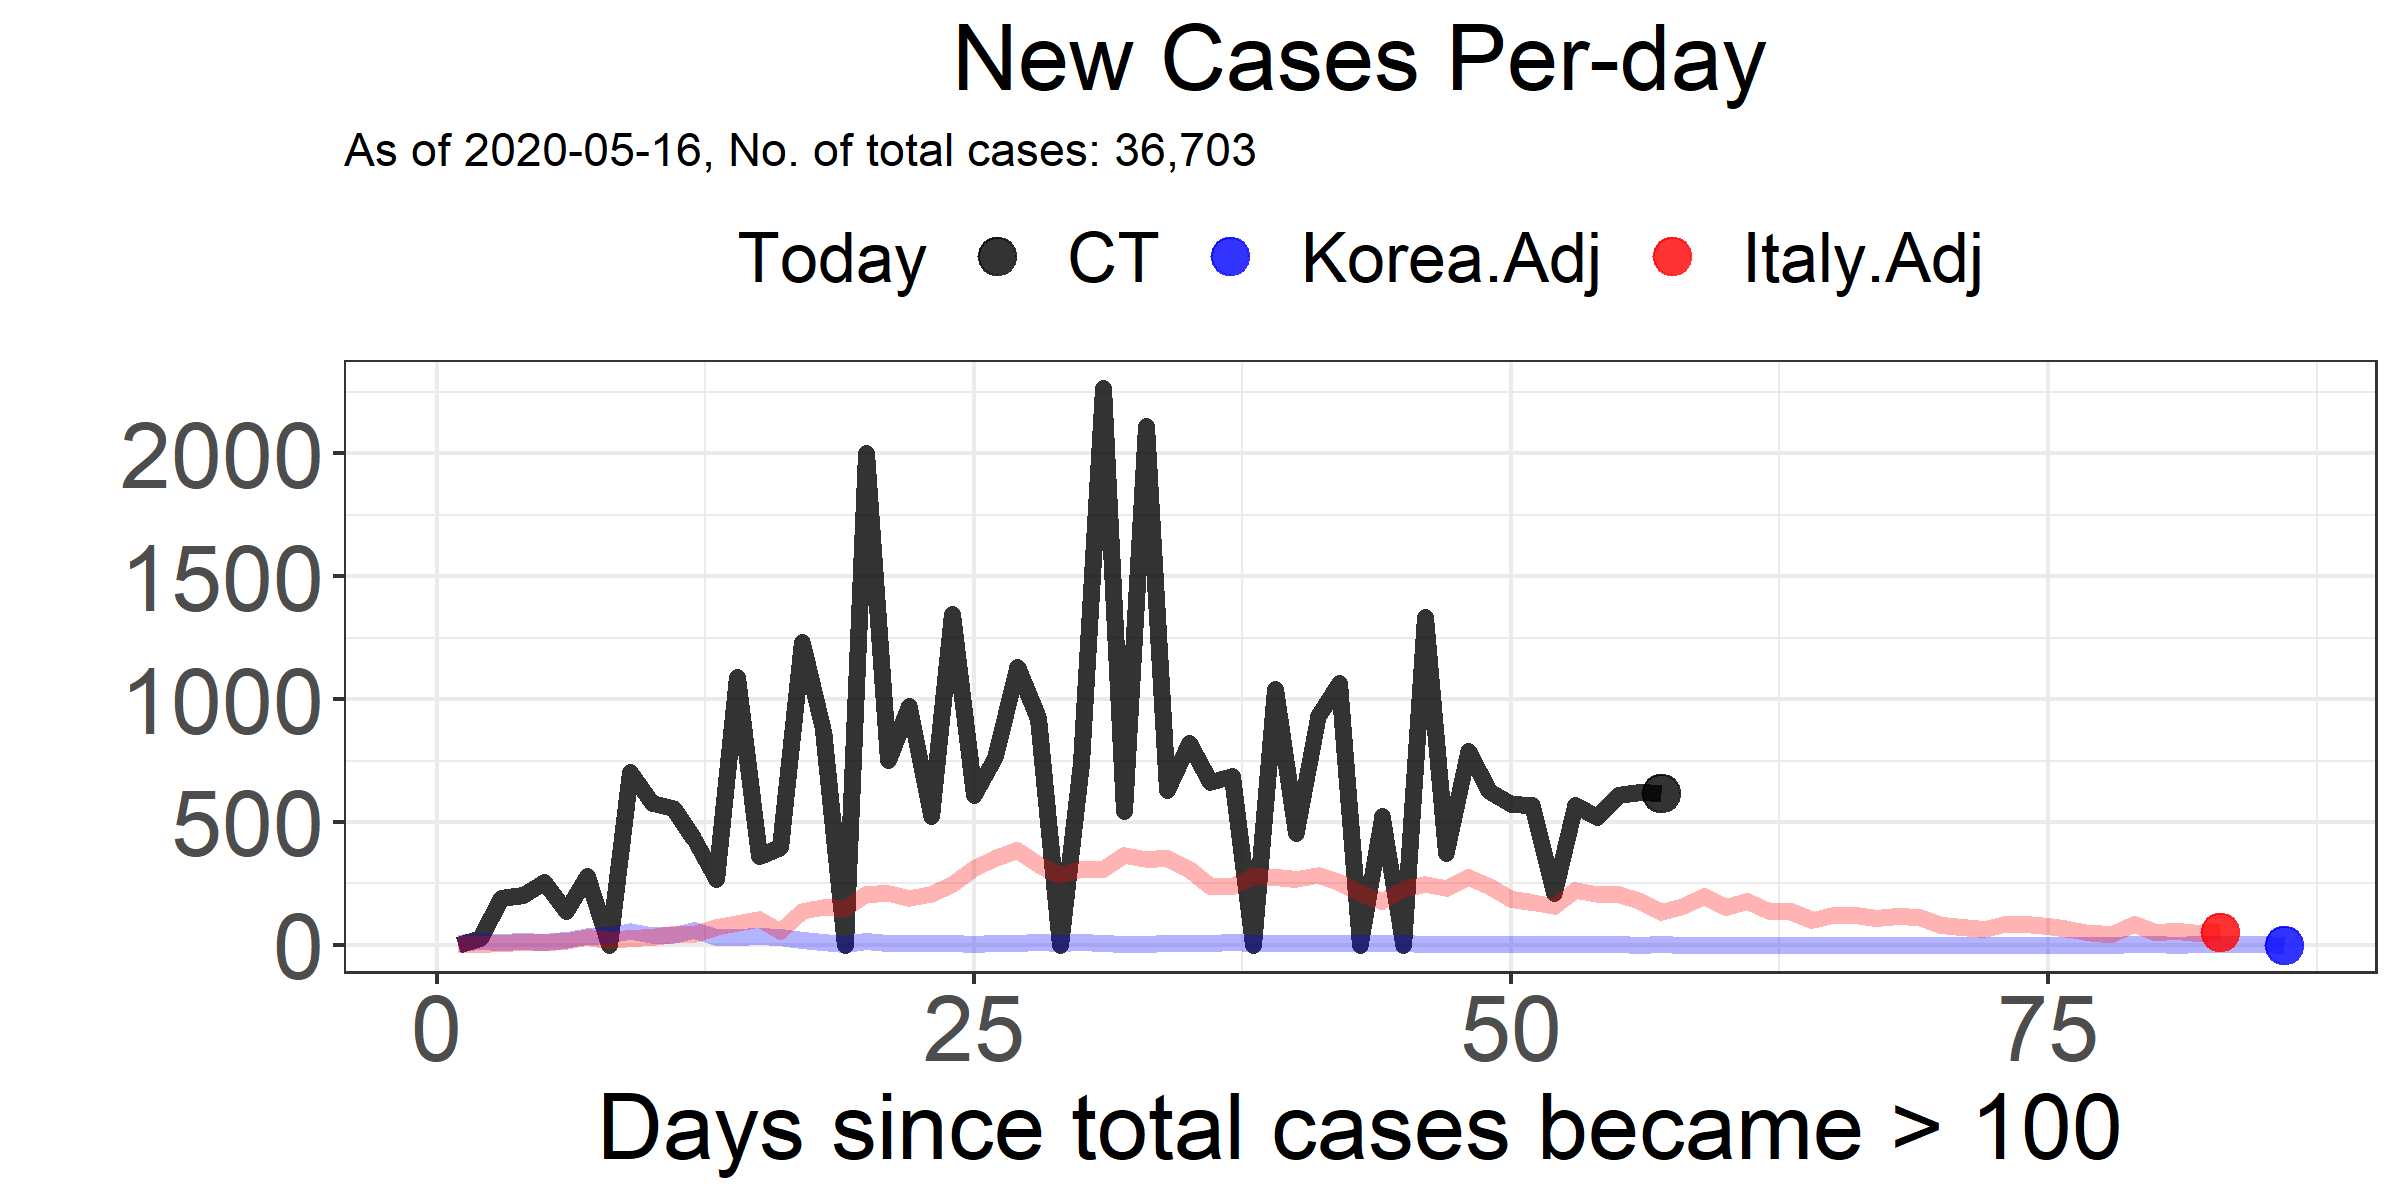 New Cases Per-day
As of 2020-05-16, No. of total cases: 36,703
Today CT Korea.Adj Italy.Adj
2000
1500
1000
500
0
0 25 50 75
Days since total cases became > 100